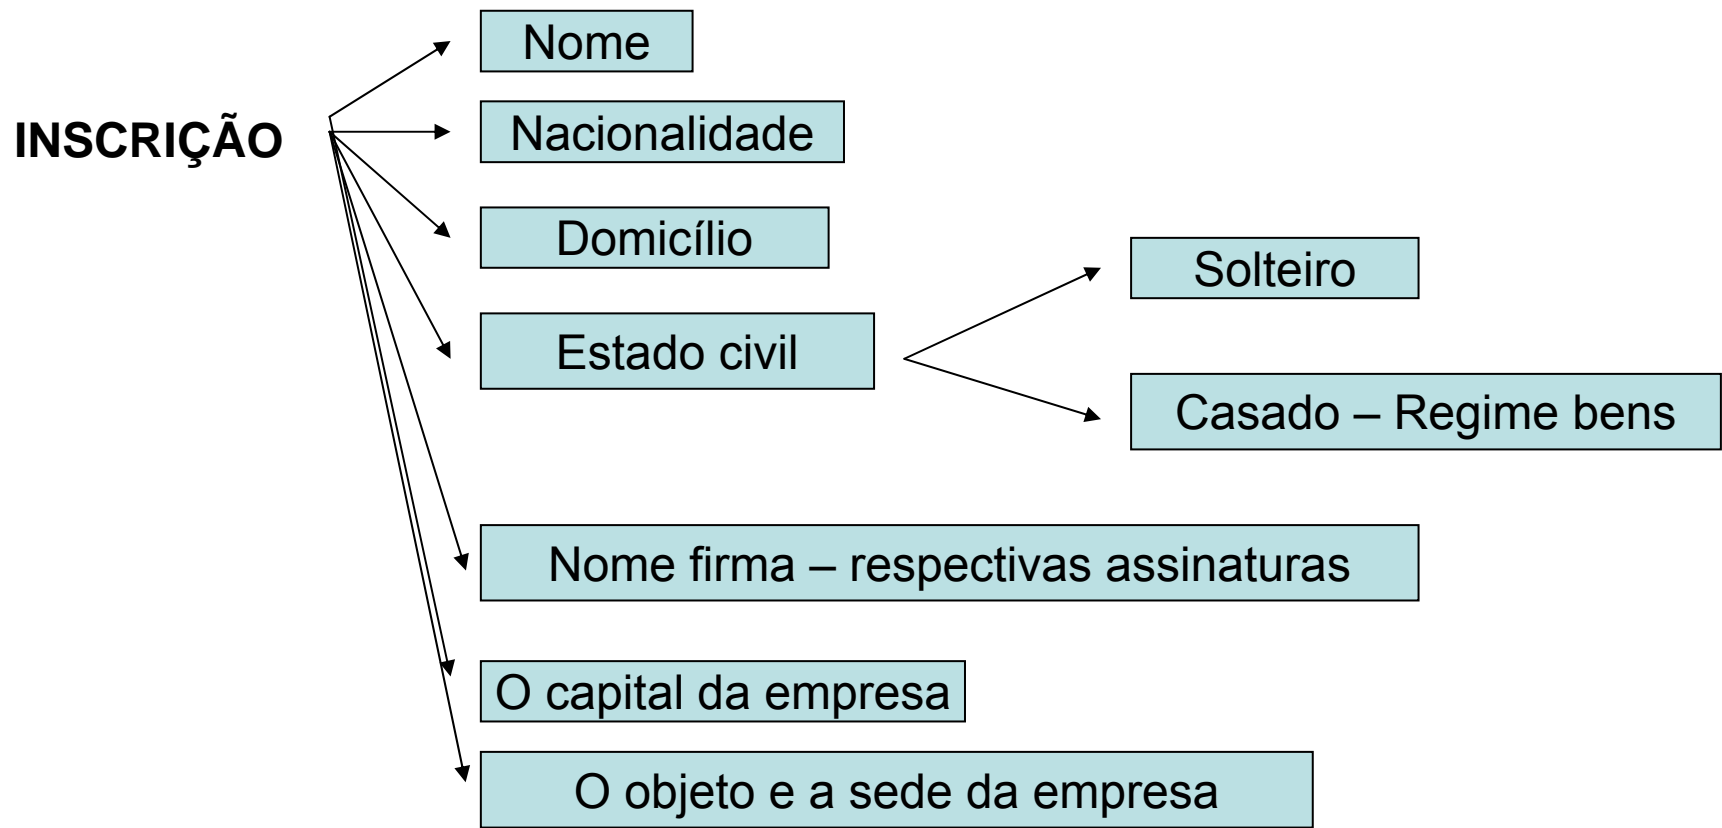 Nome
INSCRIÇÃO
Nacionalidade
Domicílio
Solteiro
Estado civil
Casado – Regime bens
Nome firma – respectivas assinaturas
O capital da empresa
O objeto e a sede da empresa